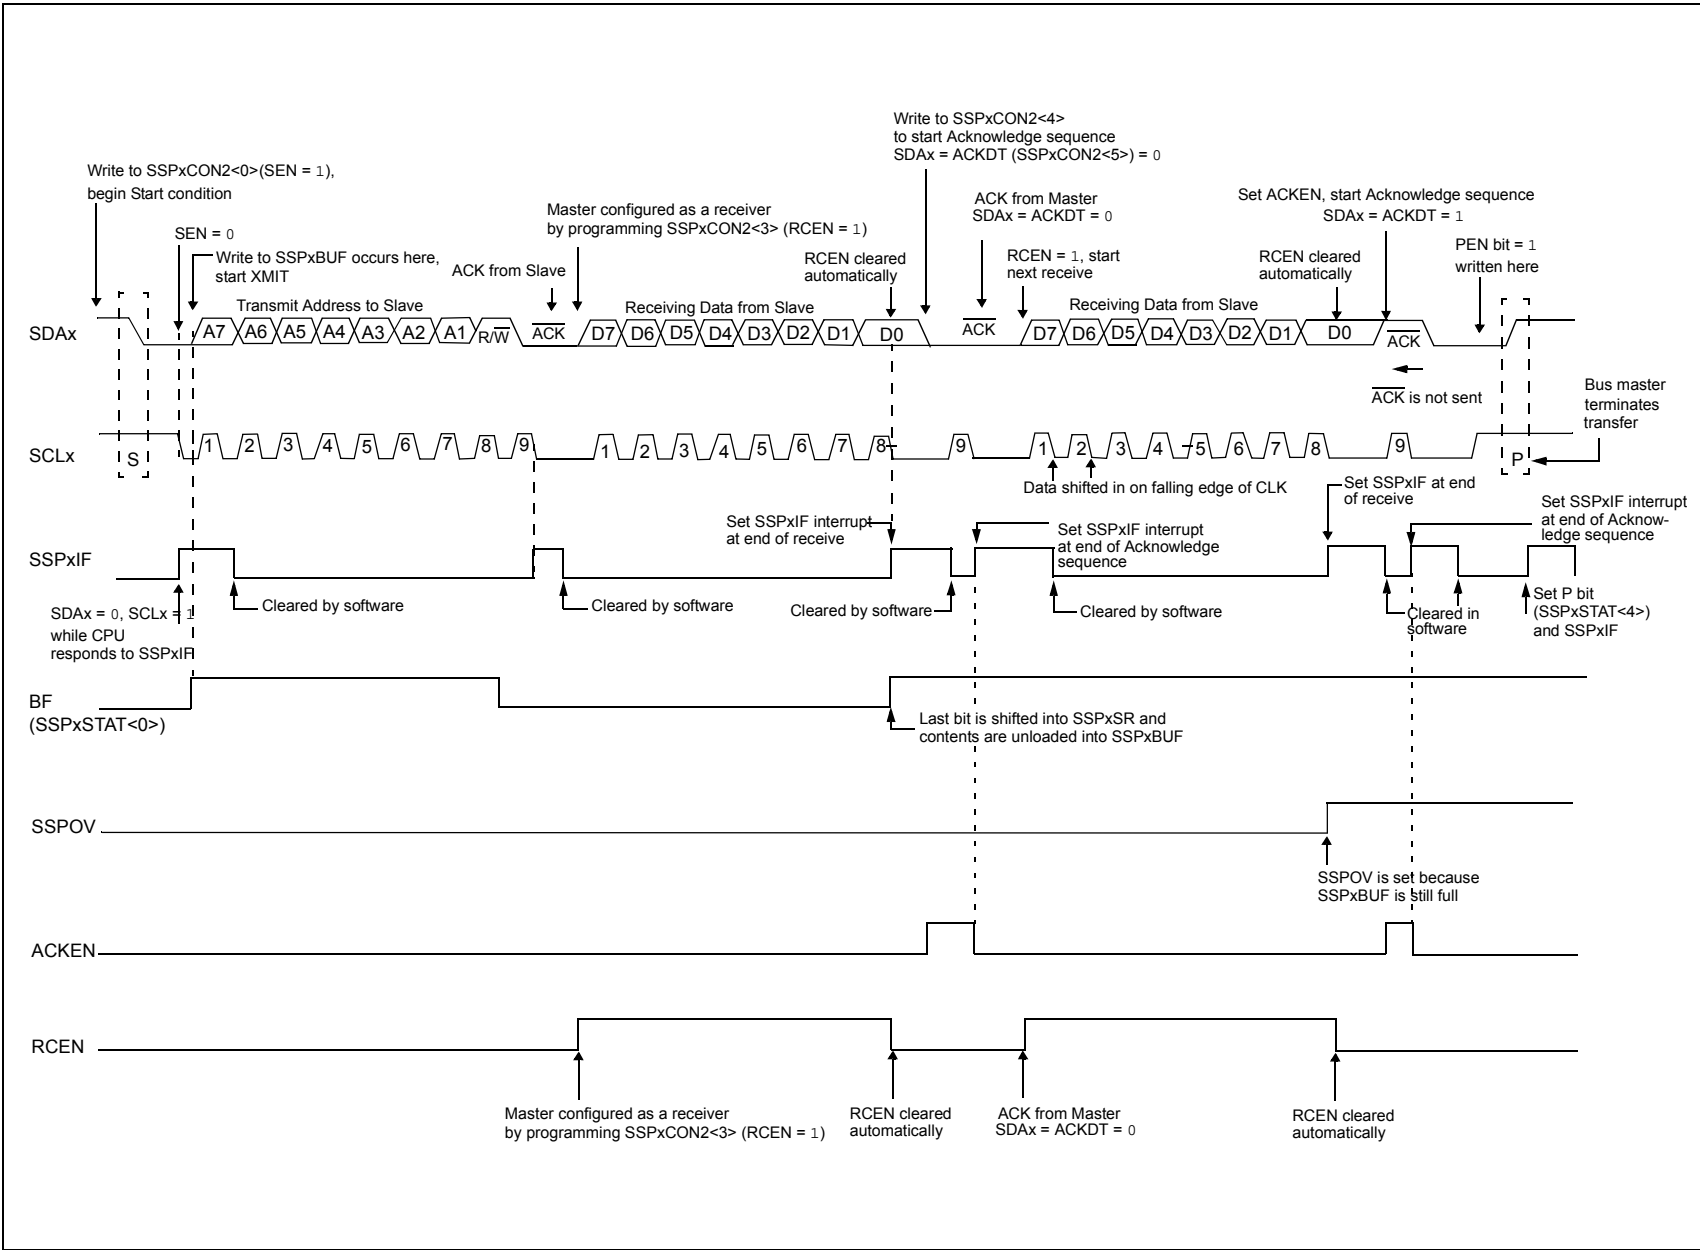 Write to SSPxCON2<4>
to start Acknowledge sequence
SDAx = ACKDT (SSPxCON2<5>) = 0
Write to SSPxCON2<0>(SEN = 1),
begin Start condition
ACK from Master
SDAx = ACKDT = 0
Set ACKEN, start Acknowledge sequence
SDAx = ACKDT = 1
Master configured as a receiver
by programming SSPxCON2<3> (RCEN = 1)
SEN = 0
PEN bit = 1
written here
Write to SSPxBUF occurs here,
start XMIT
ACK from Slave
RCEN cleared
automatically
RCEN = 1, start
next receive
RCEN cleared
automatically
Transmit Address to Slave
Receiving Data from Slave
Receiving Data from Slave
SDAx
A7 A6 A5 A4 A3 A2 A1 R/W ACK D7 D6 D5 D4 D3 D2 D1 D0 ACK D7 D6 D5 D4 D3 D2 D1 D0 ACK
ACK is not sent
Bus master
terminates
transfer
SCLx
S 1 2 3 4 5 6 7 8 9 1 2 3 4 5 6 7 8 9 1 2 3 4 5 6 7 8 9 P
Data shifted in on falling edge of CLK
Set SSPxIF at end
of receive
Set SSPxIF interrupt
at end of Acknow-
ledge sequence
Set SSPxIF interrupt
at end of receive
Set SSPxIF interrupt
at end of Acknowledge
sequence
SSPxIF
SDAx = 0, SCLx = 1
while CPU
responds to SSPxIF
Cleared by software
Cleared by software
Cleared by software
Cleared by software
Cleared in
software
Set P bit
(SSPxSTAT<4>)
and SSPxIF
BF
(SSPxSTAT<0>)
Last bit is shifted into SSPxSR and
contents are unloaded into SSPxBUF
SSPOV
SSPOV is set because
SSPxBUF is still full
ACKEN
RCEN
Master configured as a receiver
by programming SSPxCON2<3> (RCEN = 1)
RCEN cleared
automatically
ACK from Master
SDAx = ACKDT = 0
RCEN cleared
automatically